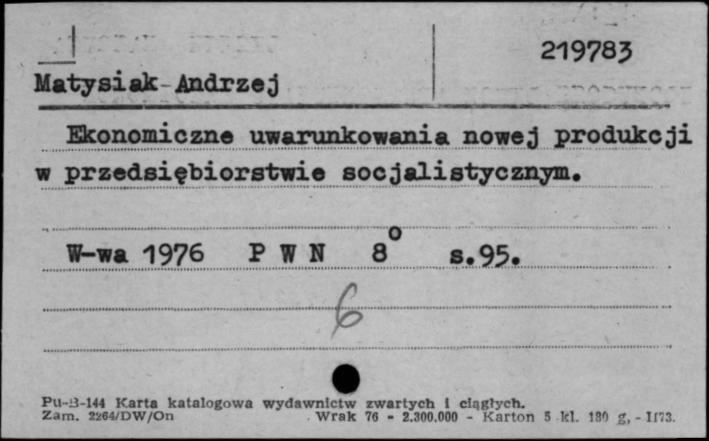 219783
Matysiak Andrzej
Ekonomiczne uwarunkowania nowej produkcji
w przedsiębiorstwie socjalistycznym.
W-wa 1976 P W N 8° s.95.
6
Pu-B-144 Karta katalogowa wydawnictw zwartych i ciągłych.
Zam. 2264/DW/On Wrak 76 - 2.300.000 - Karton 5 kl. 180 g, - II73.